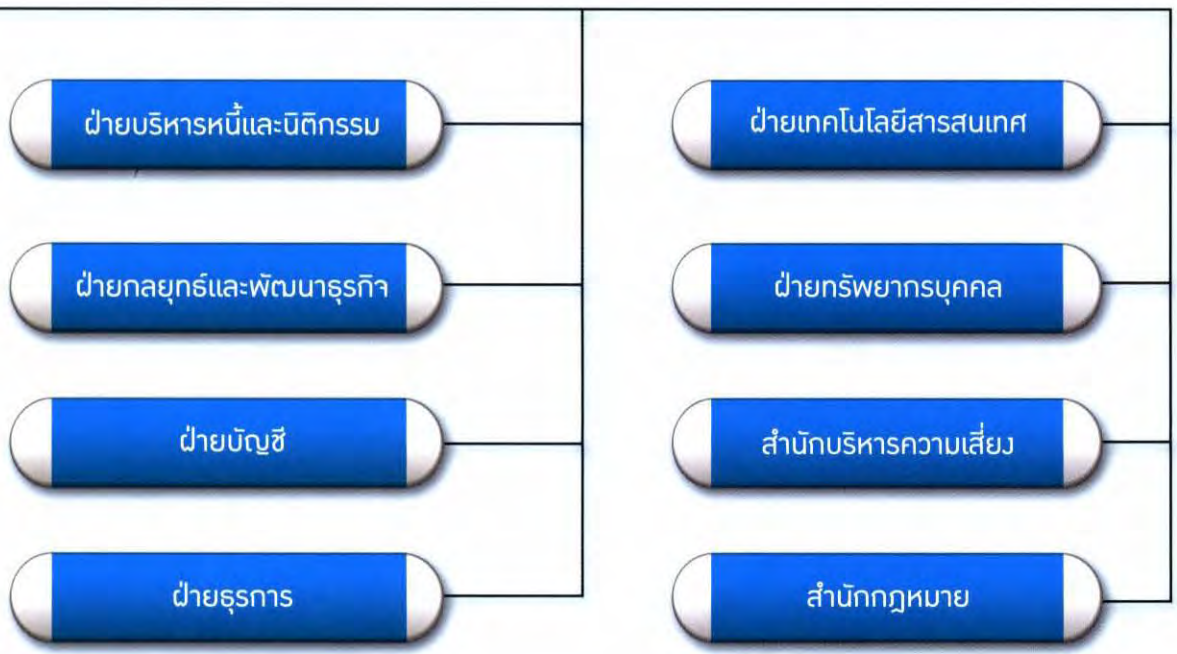 ฝ่ายบริหารหนี้และนิติกรรม
ฝ่ายกลยุทธ์และพัฒนาธุรกิจ
ฝ่ายบัญชี
ฝ่ายธุรการ
ฝ่ายเทคโนโลยีสารสนเทศ
ฝ่ายทรัพยากรบุคคล
สำนักบริหารความเสี่ยง
สำนักกฎหมาย